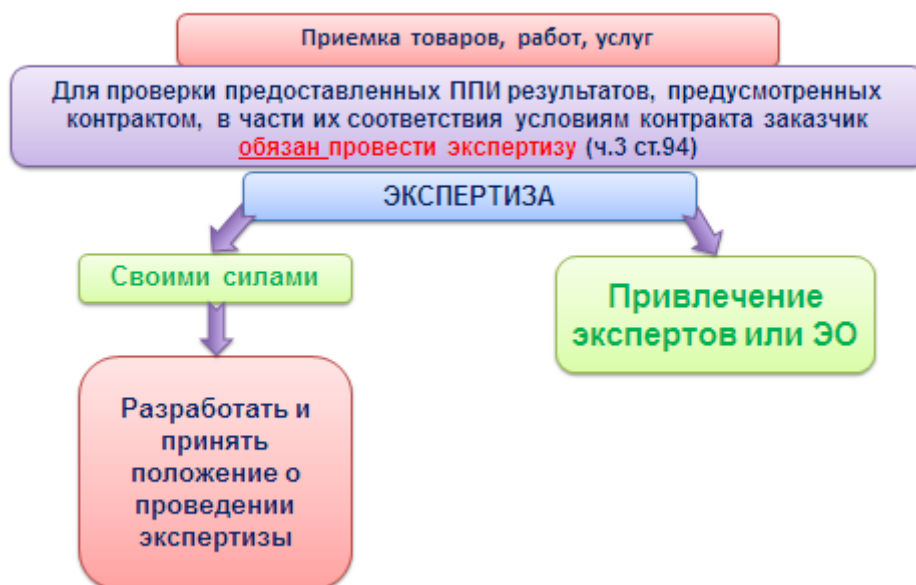 Приемка товаров, работ, услуг
Для проверки предоставленных ППИ результатов, предусмотренных
контрактом, в части их соответствия условиям контракта заказчик
обязан провести экспертизу (ч.3 ст.94)
ЭКСПЕРТИЗА
Своими силами
Привлечение
экспертов или ЭО
Разработать и
принять
положение о
проведении
экспертизы